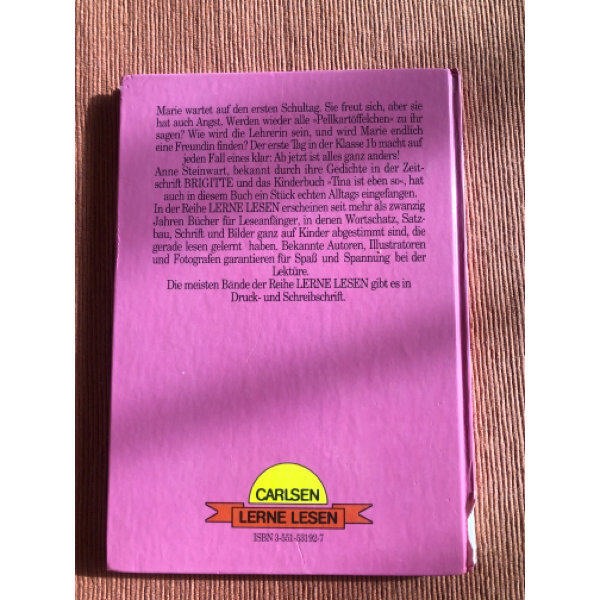 Marie wartet auf den ersten Schultag. Sie freut sich, aber sie
hat auch Angst. Werden wieder alle »Pellkartöffelchen« zu ihr
sagen? Wie wird die Lehrerin sein, und wird Marie endlich
eine Freundin finden? Der erste Tag in der Klasse 1b macht auf
jeden Fall eines klar: Ab jetzt ist alles ganz anders!
Anne Steinwart, bekannt durch ihre Gedichte in der Zeit-
schrift BRIGITTE und das Kinderbuch »Tina ist eben so«, hat
auch in diesem Buch ein Stück echten Alltags eingefangen.
In der Reihe LERNE LESEN erscheinen seit mehr als zwanzig
Jahren Bücher für Leseanfänger, in denen Wortschatz, Satz-
bau, Schrift und Bilder ganz auf Kinder abgestimmt sind, die
gerade lesen gelernt haben. Bekannte Autoren, Illustratoren
und Fotografen garantieren für Spaß und Spannung bei der
Lektüre.
Die meisten Bände der Reihe LERNE LESEN gibt es in
Druck- und Schreibschrift.
CARLSEN
LERNE LESEN
ISBN 3-551-53192-7